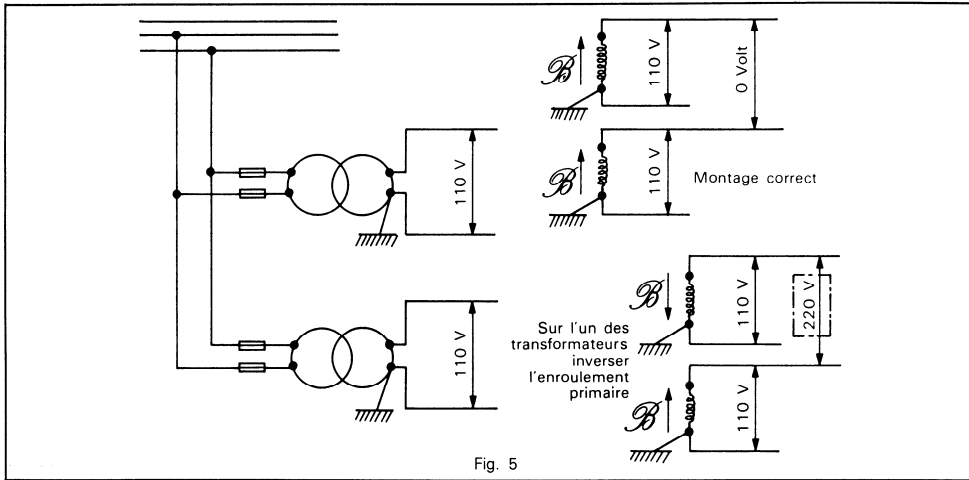 110 V
110 V
ℬ
110 V
0 Volt
ℬ
110 V
Montage correct
ℬ
110 V
220 V
Sur l'un des
transformateurs
inverser
l'enroulement
primaire
ℬ
110 V
Fig. 5